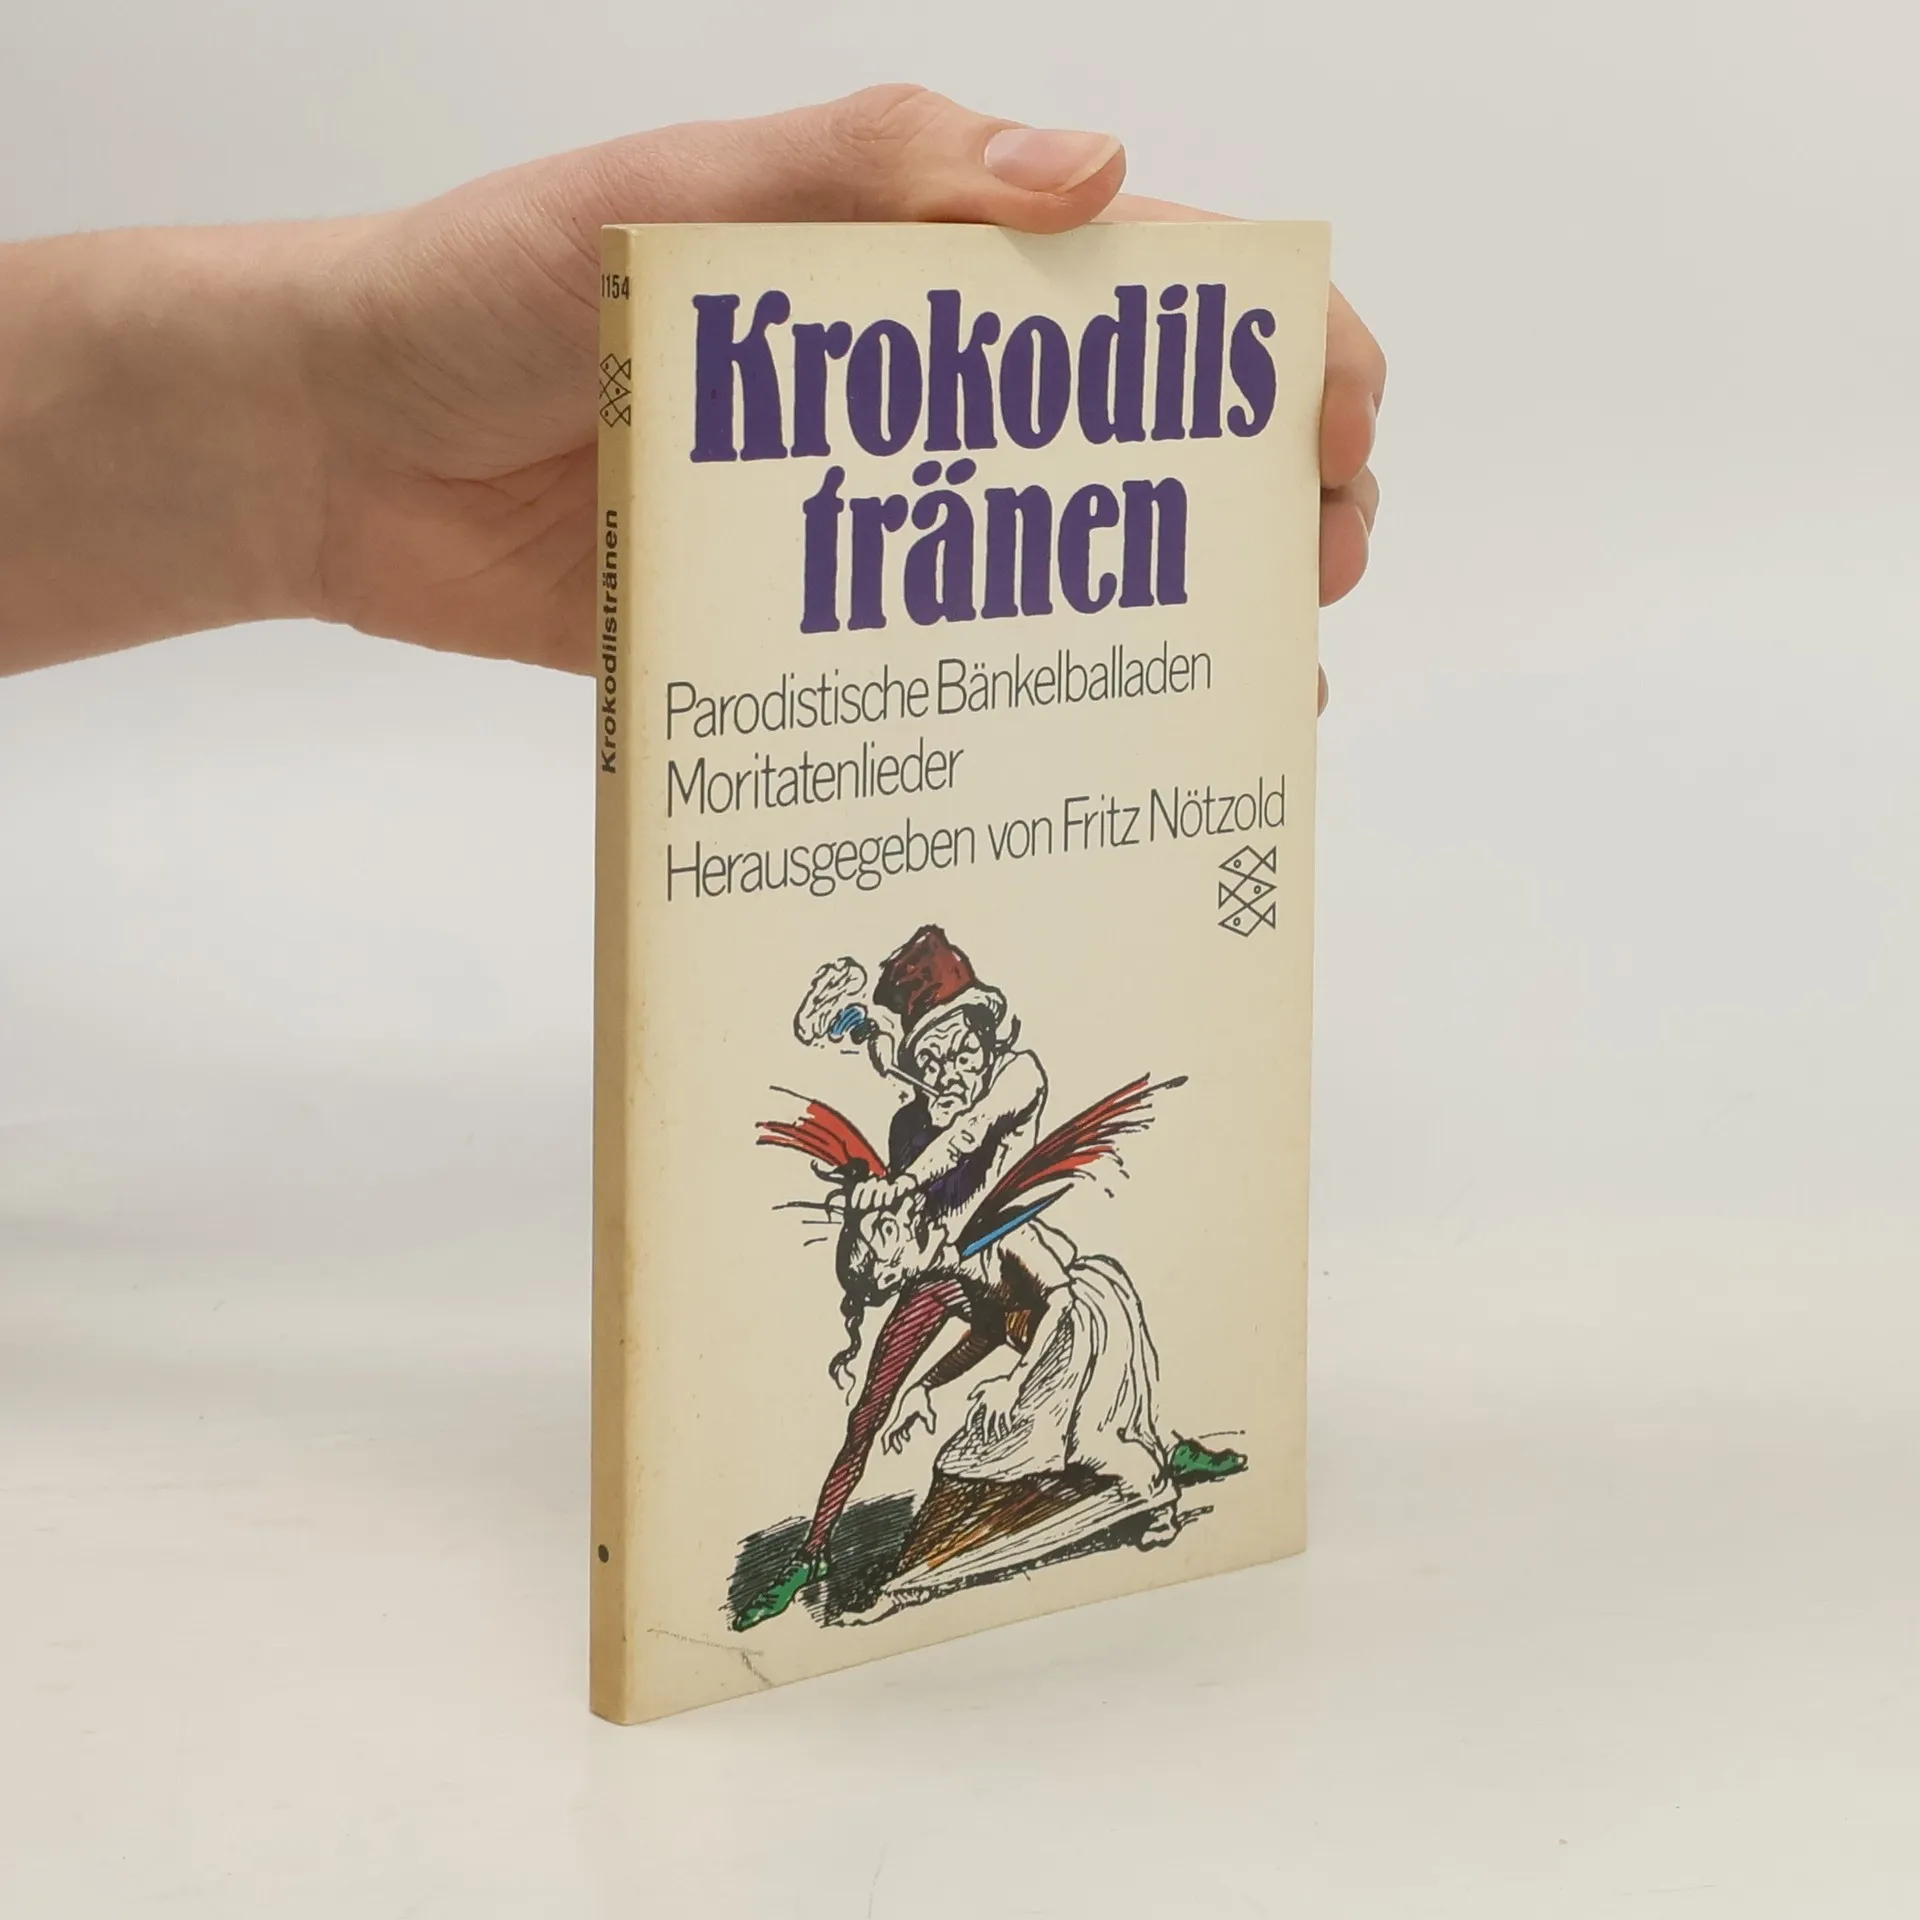 1154
Krokodilstränen
Krokodils
tränen
Parodistische Bänkelballaden
Moritatenlieder
Herausgegeben von Fritz Nötzold